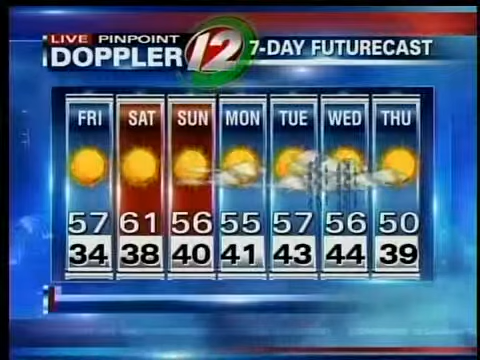 LIVE PINPOINT
DOPPLER 12 7-DAY FUTURECAST
FRI SAT SUN MON TUE WED THU
57 61 56 55 57 56 50
34 38 40 41 43 44 39